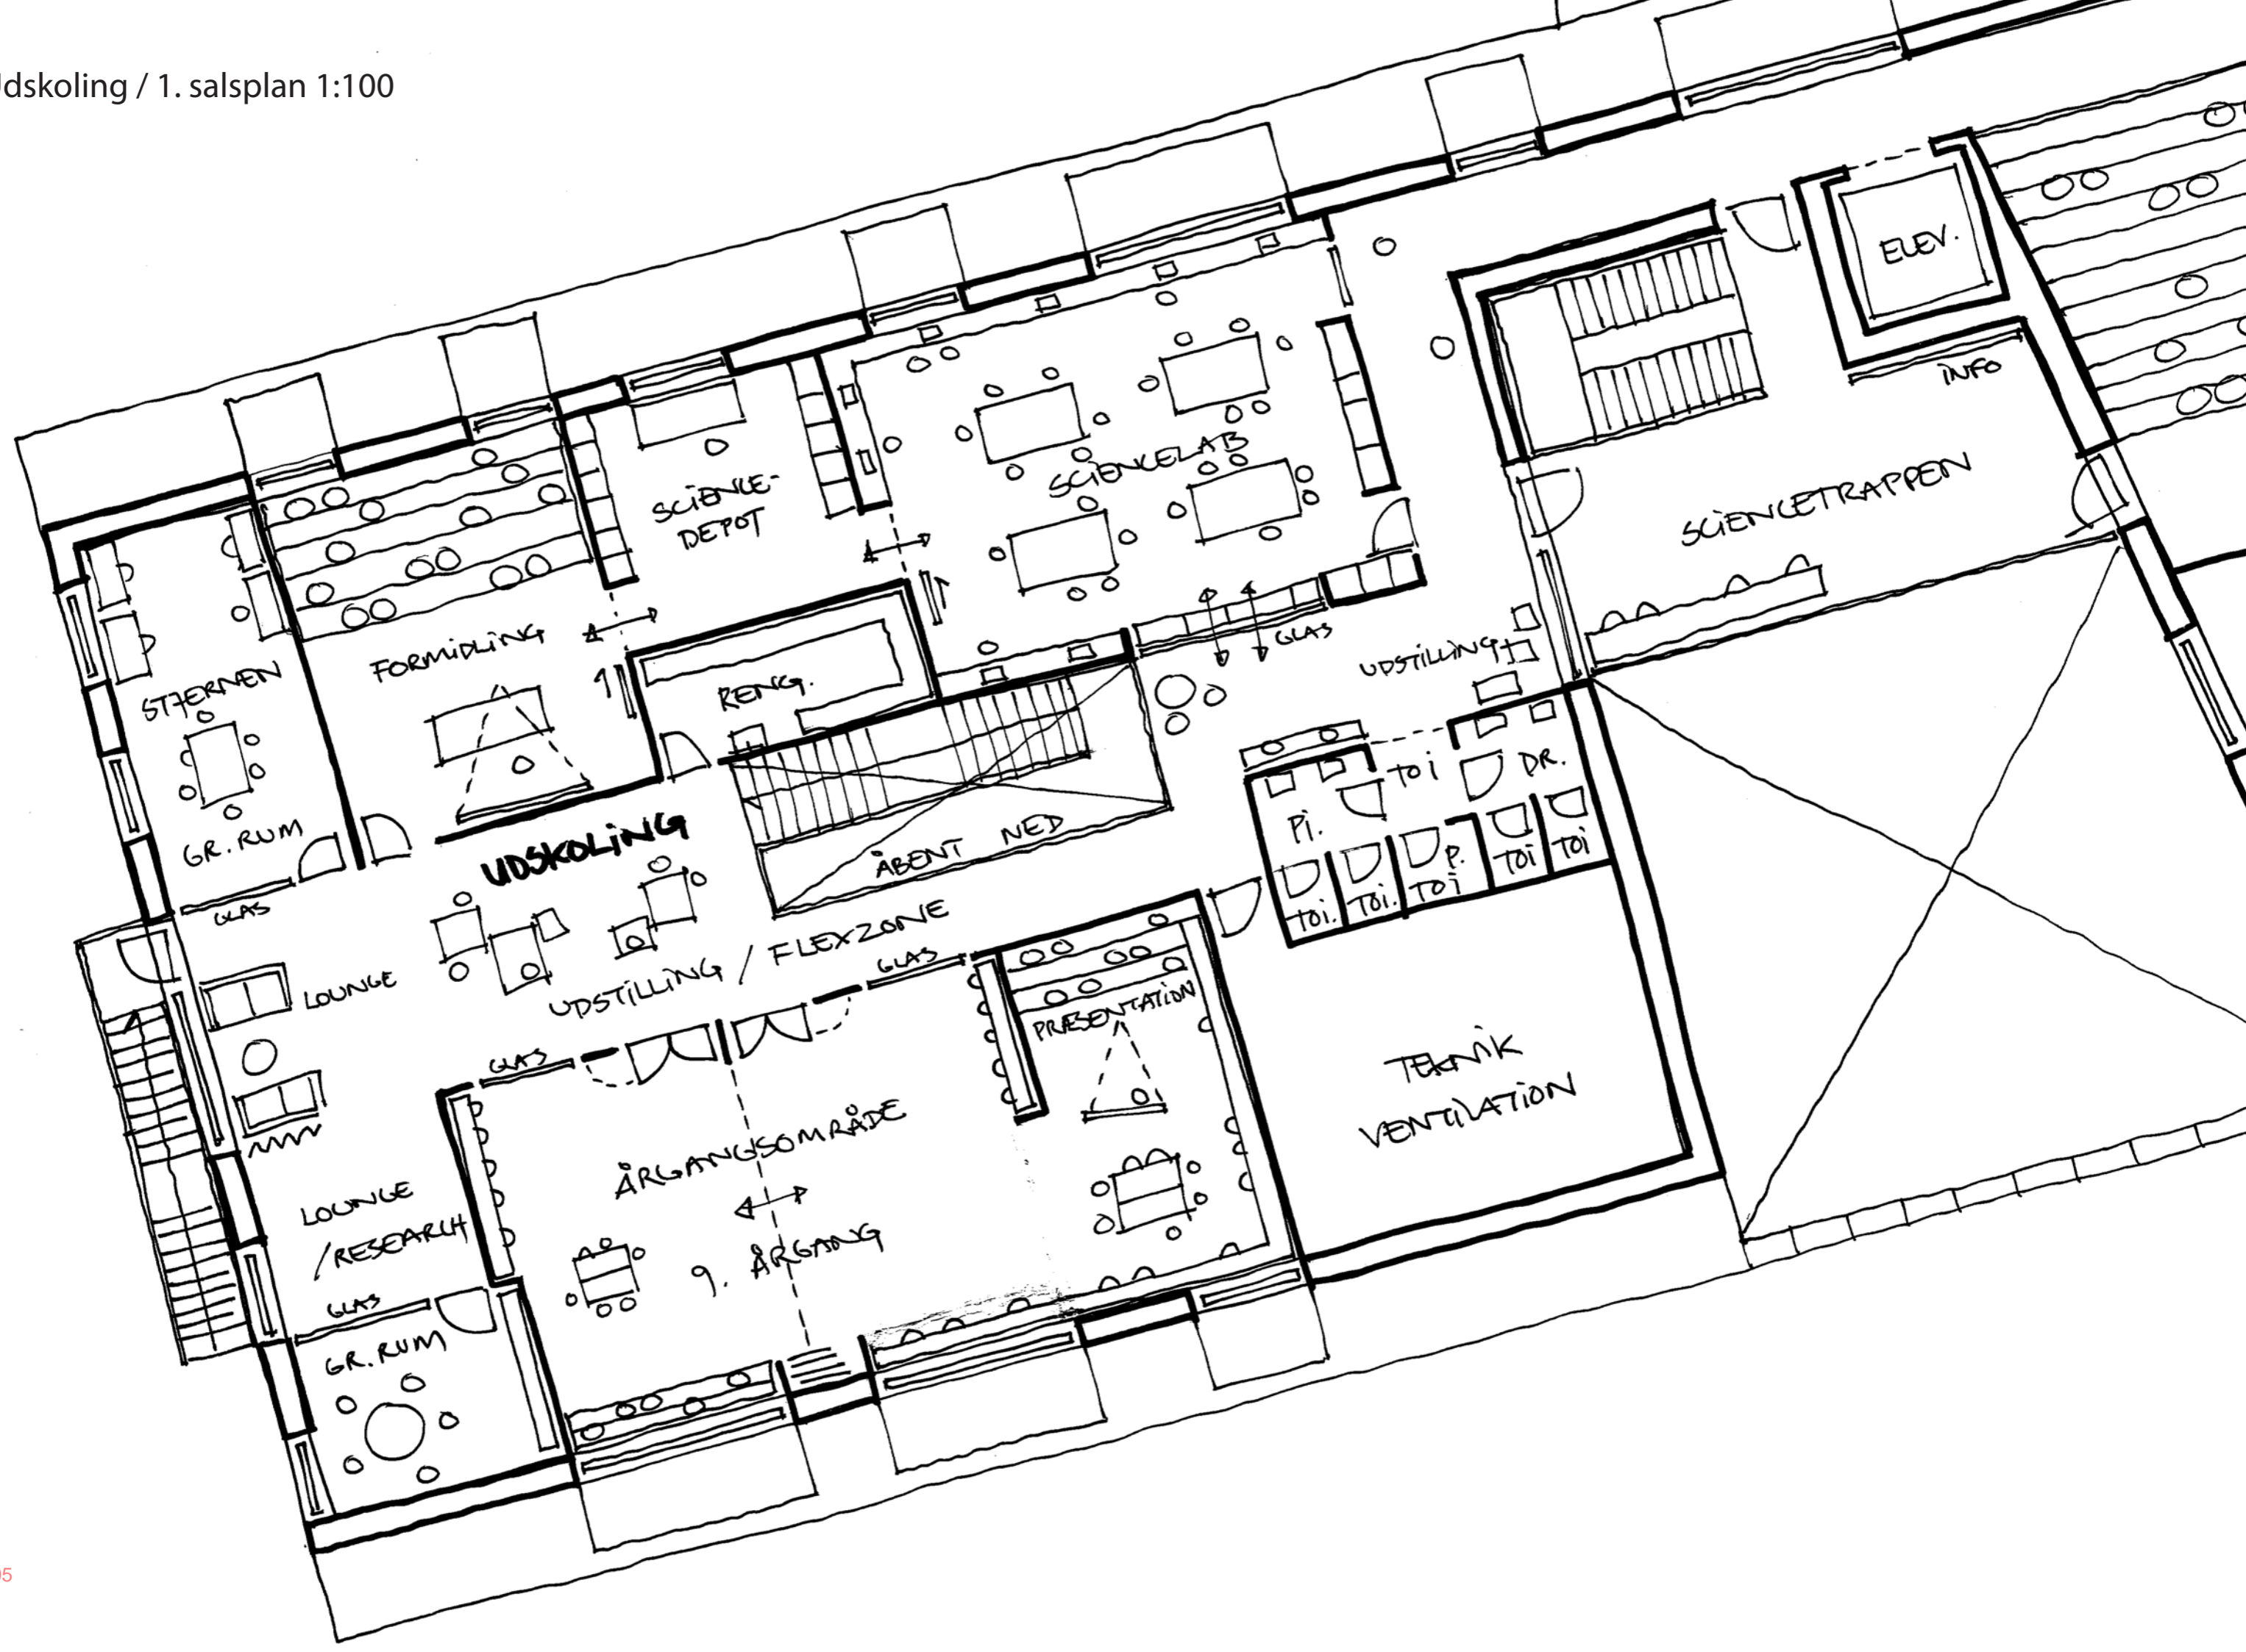 dskoling / 1. salsplan 1:100
ELEV.
INFO
SCIENCETRAPPEN
SCIENCELAB
SCIENCE-
DEPOT
FORMIDLING
STJERNEN
GR. RUM
GLAS
RENG.
GLAS
UDSTILLING
TOI
DR.
Pi.
TOI.
TOI.
P.
TOI
TOI
TOI
UDSKOLING
ÅBENT NED
UDSTILLING / FLEXZONE
GLAS
LOUNGE
GLAS
PRÆSENTATION
TEKNIK
VENTILATION
ÅRGANGSOMRÅDE
9. ÅRGANG
LOUNGE
/RESEARCH
GLAS
GR. RUM
05